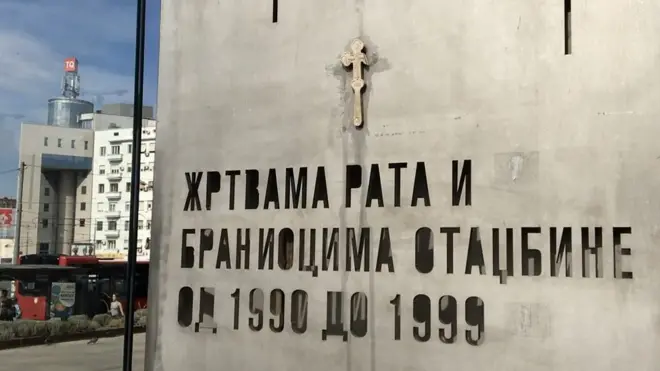 ЖРТВАМА РАТА И
БРАНИОЦИМА ОТАЏБИНЕ
ОД 1990 ДО 1999